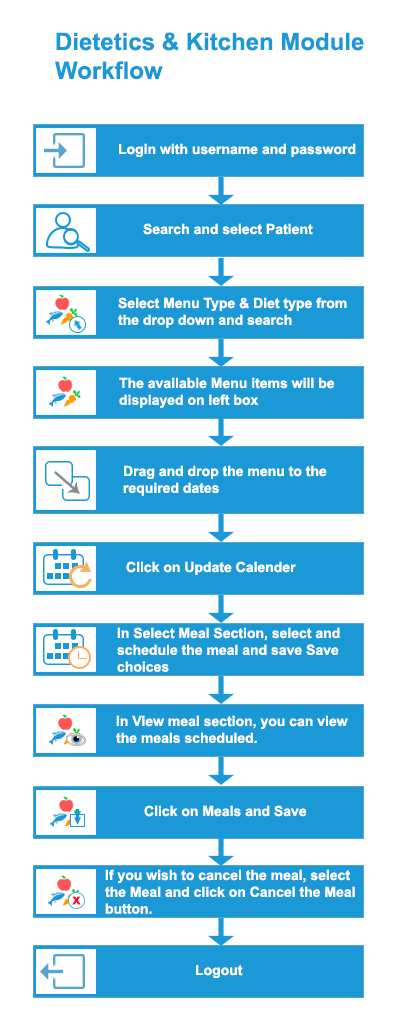 Dietetics & Kitchen Module
Workflow
Login with username and password
Search and select Patient
Select Menu Type & Diet type from
the drop down and search
The available Menu items will be
displayed on left box
Drag and drop the menu to the
required dates
Click on Update Calender
In Select Meal Section, select and
schedule the meal and save Save
choices
In View meal section, you can view
the meals scheduled.
Click on Meals and Save
If you wish to cancel the meal, select
the Meal and click on Cancel the Meal
button.
Logout